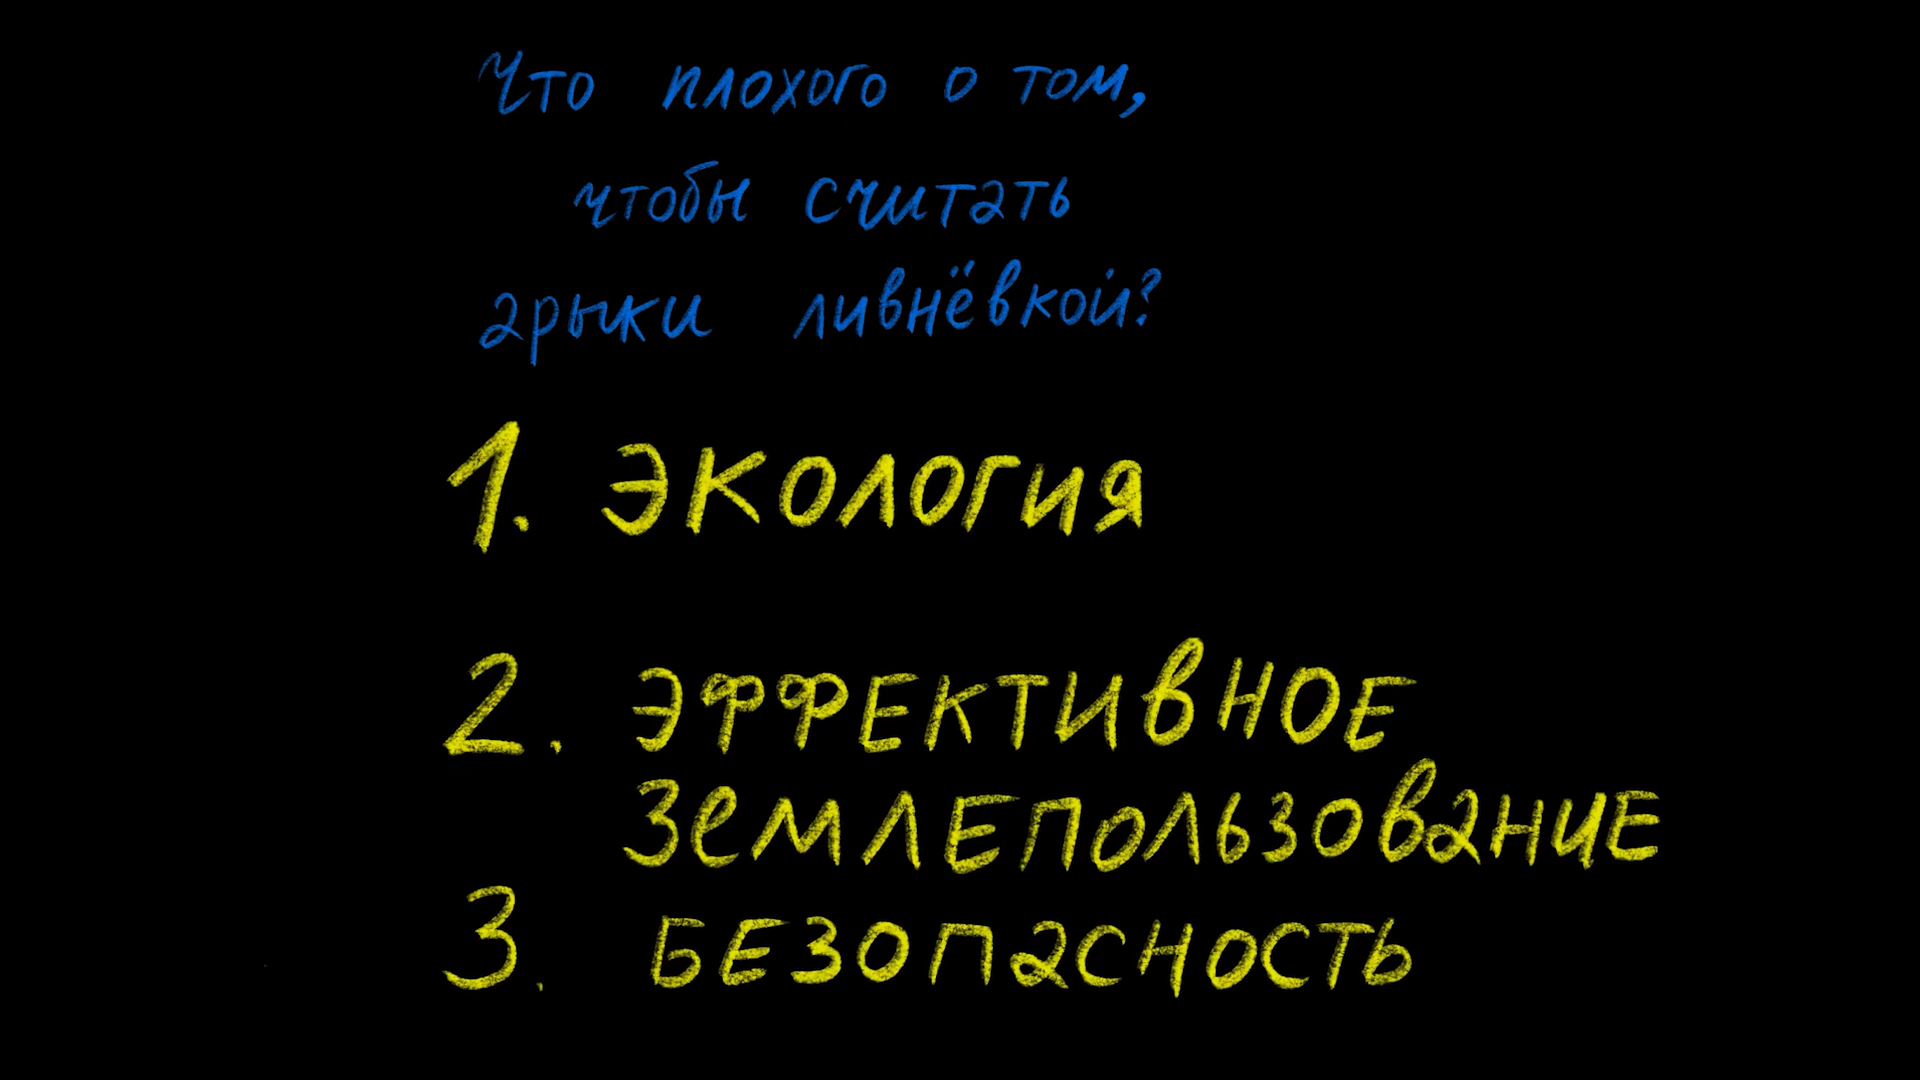 Что плохого о том,
чтобы считать
арыки ливнёвкой?
1. ЭКОЛОГИЯ
2. ЭФФЕКТИВНОЕ
ЗЕМЛЕПОЛЬЗОВАНИЕ
3. БЕЗОПАСНОСТЬ